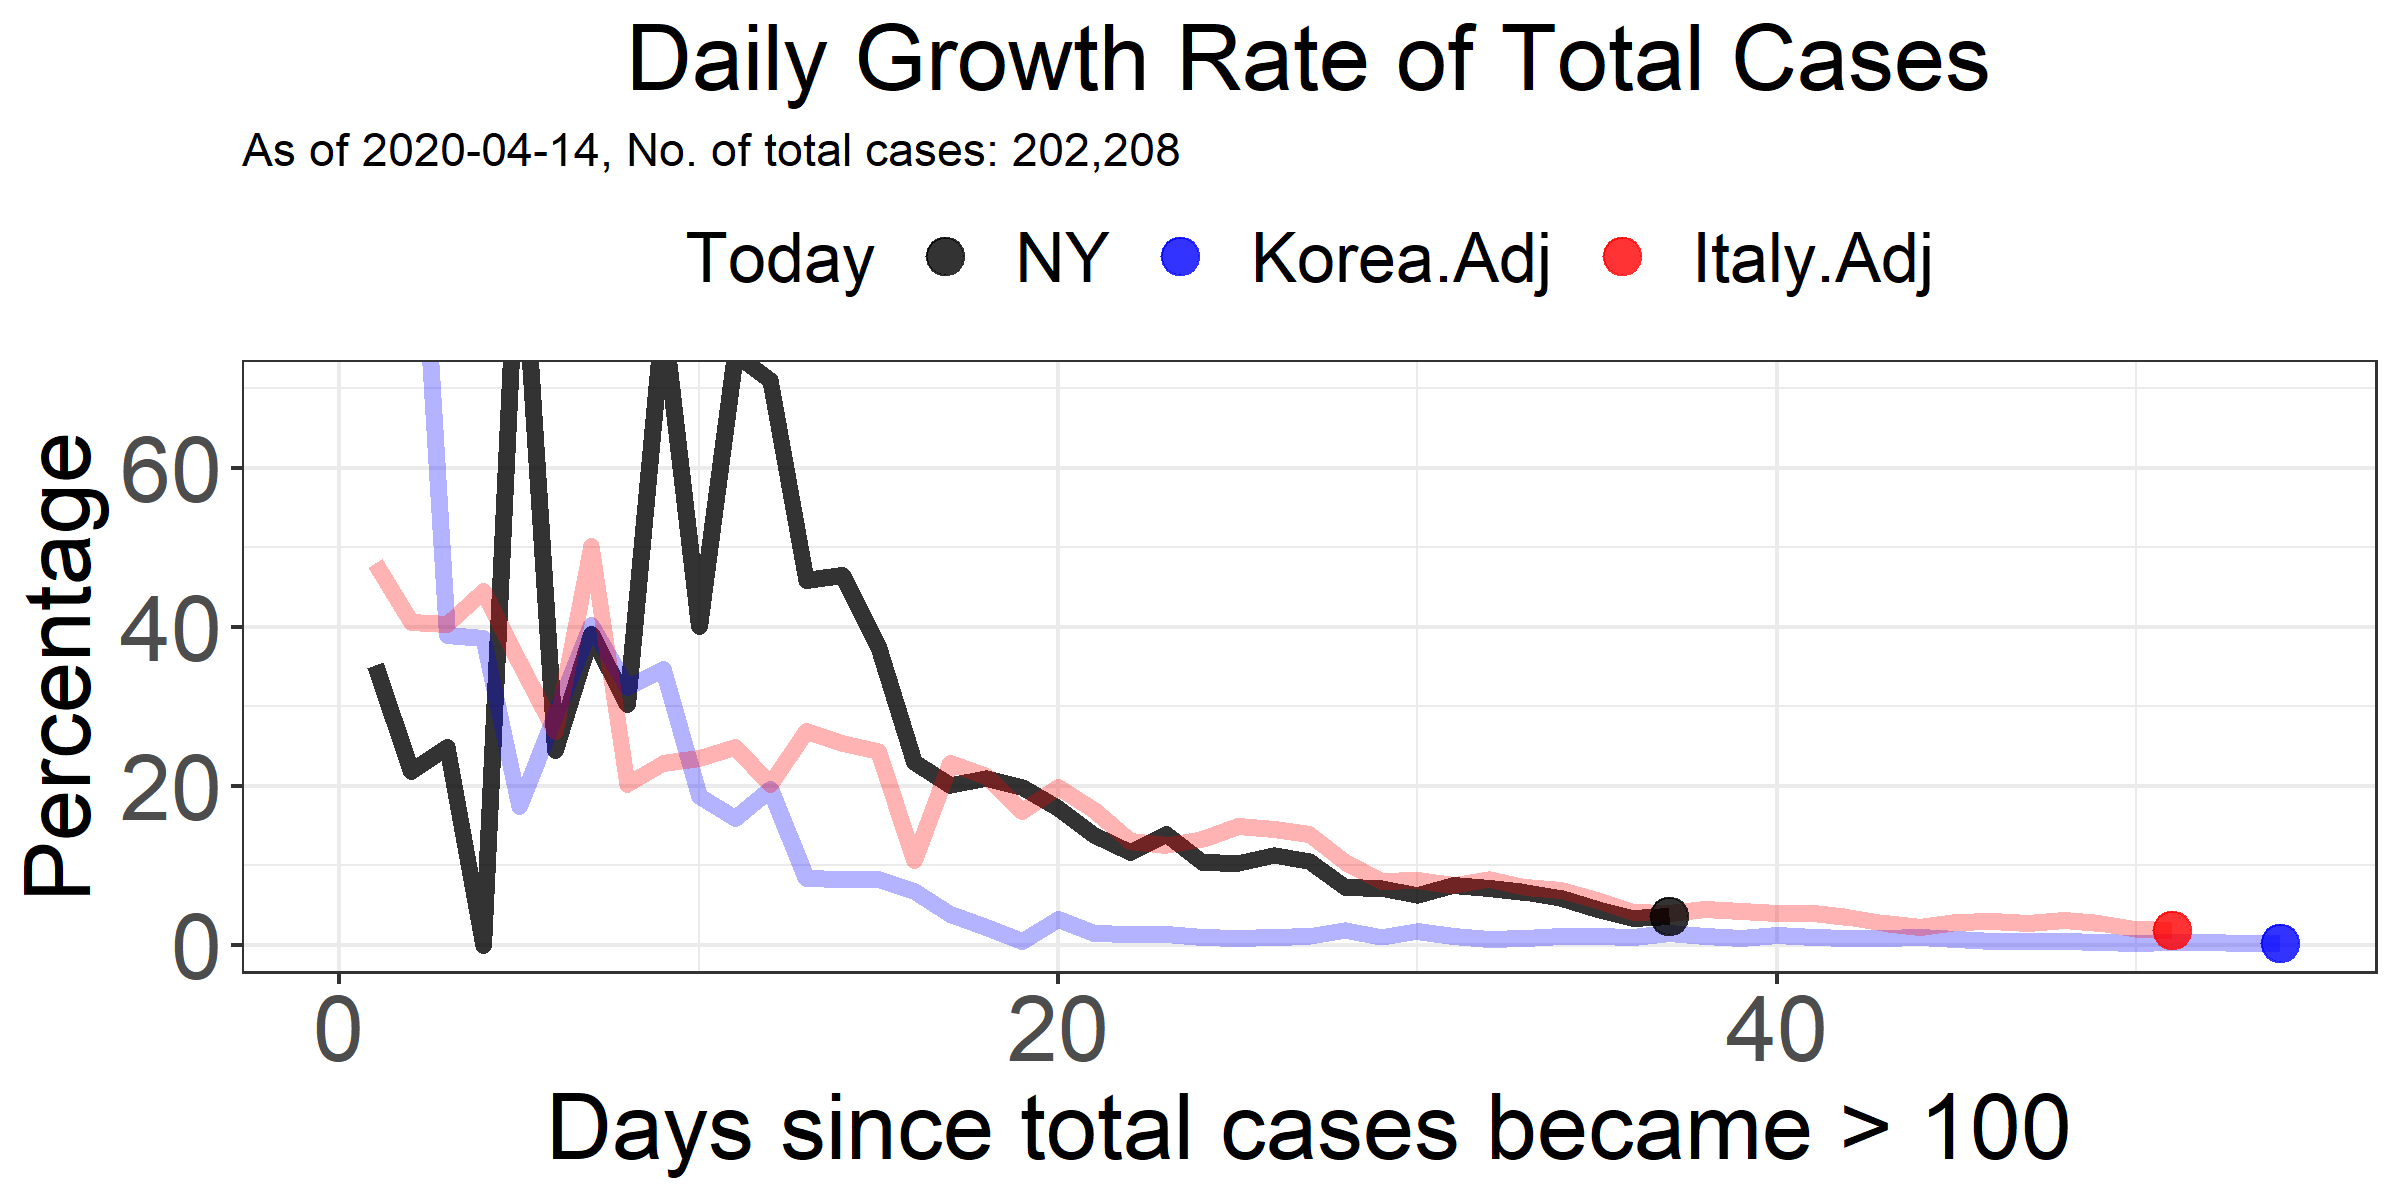 Daily Growth Rate of Total Cases
As of 2020-04-14, No. of total cases: 202,208
Today NY Korea.Adj Italy.Adj
Percentage
60
40
20
0
0 20 40
Days since total cases became > 100